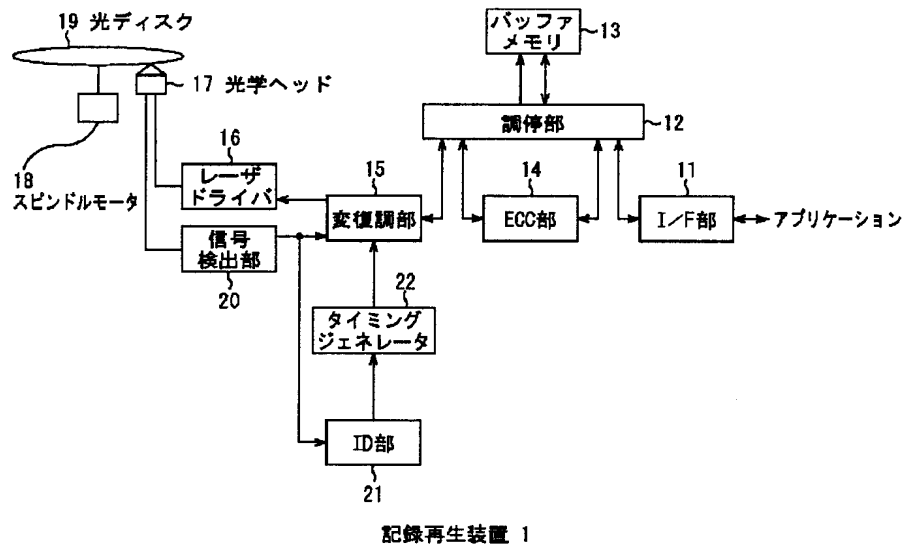 19 光ディスク
バッファ
メモリ
13
17 光学ヘッド
調停部
12
18
スピンドルモータ
16
レーザ
ドライバ
15
変復調部
14
ECC部
11
I/F部
アプリケーション
信号
検出部
20
22
タイミング
ジェネレータ
ID部
21
記録再生装置 1